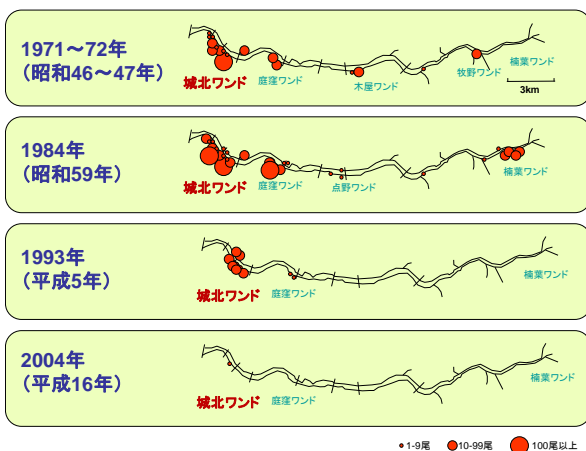 1971～72年
（昭和46～47年）
城北ワンド
庭窪ワンド
木屋ワンド
牧野ワンド
楠葉ワンド
3km
1984年
（昭和59年）
城北ワンド
庭窪ワンド
点野ワンド
楠葉ワンド
1993年
（平成5年）
城北ワンド
庭窪ワンド
楠葉ワンド
2004年
（平成16年）
城北ワンド
庭窪ワンド
楠葉ワンド
1-9尾 10-99尾 100尾以上